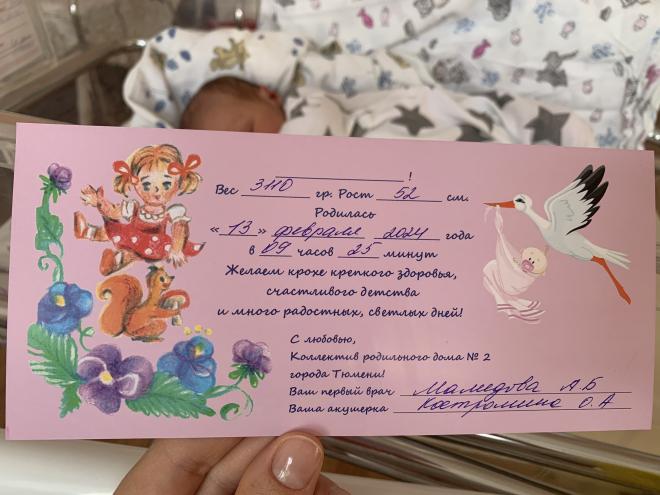 !
Вес 3110 гр. Рост 52 см.
Родилась
«13» февраля 2024 года
в 09 часов 25 минут
Желаем крохе крепкого здоровья,
счастливого детства
и много радостных, светлых дней!
С любовью,
Коллектив родильного дома № 2
города Тюмени!
Ваш первый врач Мамедова А.Б
Ваша акушерка Костромина О.А